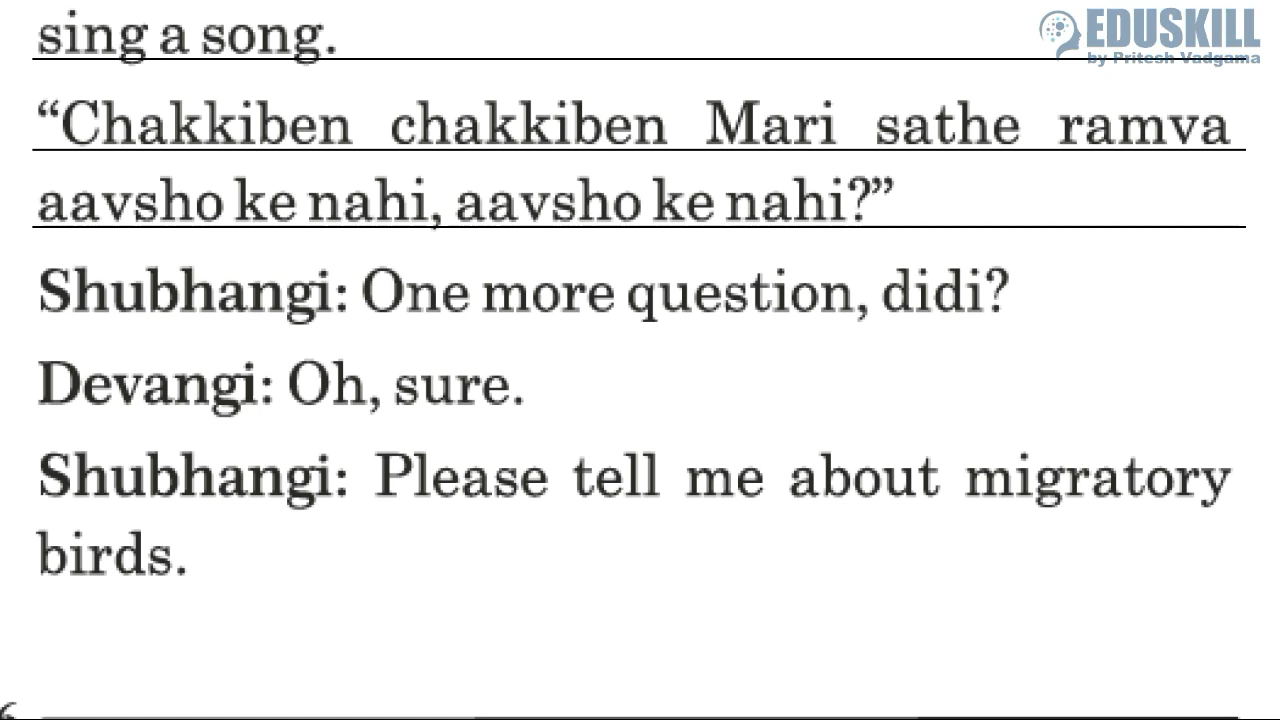 sing a song.
EDUSKILL
by Pritesh Vadgama
“Chakkiben chakkiben Mari sathe ramva
aavsho ke nahi, aavsho ke nahi?”
Shubhangi: One more question, didi?
Devangi: Oh, sure.
Shubhangi: Please tell me about migratory
birds.